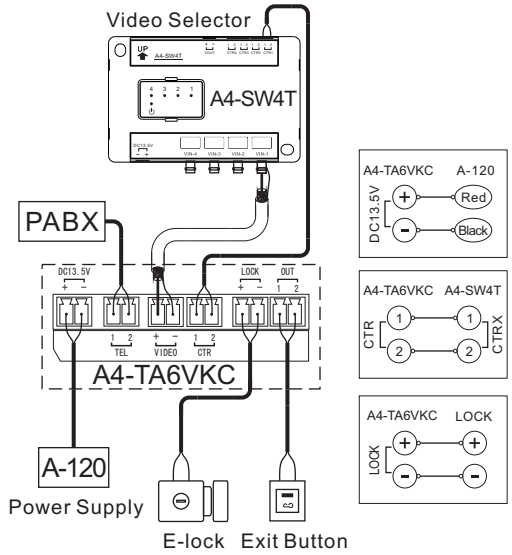 Video Selector
UP
A4-SW4T
VOUT CTR4 CTR3 CTR2 CTR1
4 3 2 1
A4-SW4T
DC13.5V
- +
VIN-4 VIN-3 VIN-2 VIN-1
PABX
DC13.5V LOCK OUT
+ - + - 1 2
1 2 + - 1 2
TEL VIDEO CTR
A4-TA6VKC
A-120
Power Supply
E-lock Exit Button
A4-TA6VKC A-120
DC13.5V
+ Red
- Black
A4-TA6VKC A4-SW4T
CTR CTRX
1 1
2 2
A4-TA6VKC LOCK
LOCK
+ +
- -